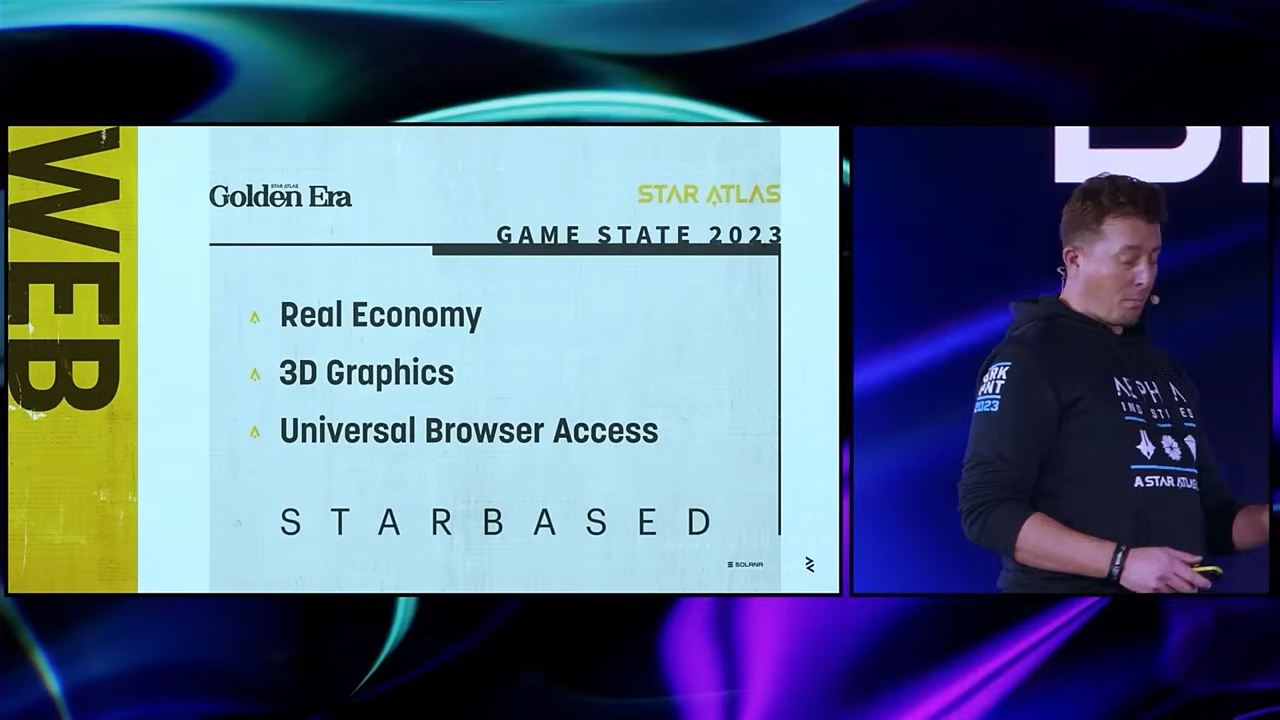 WEB
STAR ATLAS
Golden Era
STAR ATLAS
GAME STATE 2023
Real Economy
3D Graphics
Universal Browser Access
STARBASED
SOLANA
2023
A STAR ATLAS